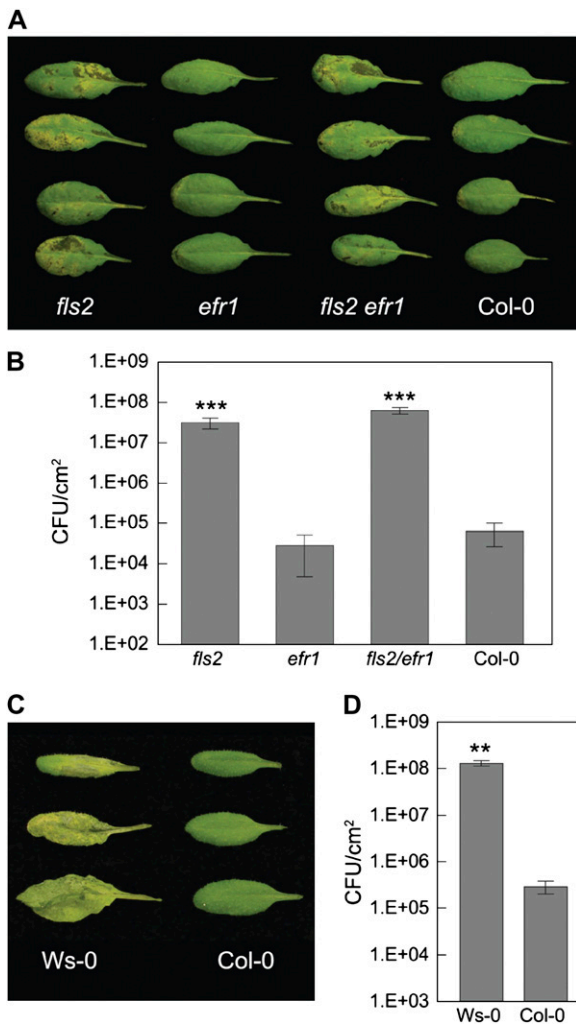 A
fls2 efr1 fls2 efr1 Col-0
B
1.E+09
1.E+08
1.E+07
1.E+06
1.E+05
1.E+04
1.E+03
1.E+02
CFU/cm²
***
***
fls2 efr1 fls2/efr1 Col-0
C
Ws-0 Col-0
D
1.E+09
1.E+08
1.E+07
1.E+06
1.E+05
1.E+04
1.E+03
CFU/cm²
**
Ws-0 Col-0